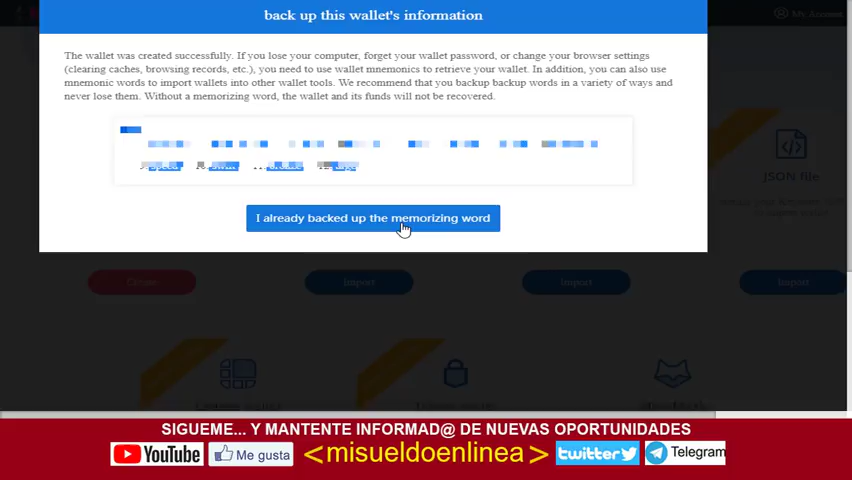 back up this wallet's information
My Account
The wallet was created successfully. If you lose your computer, forget your wallet password, or change your browser settings
(clearing caches, browsing records, etc.), you need to use wallet mnemonics to retrieve your wallet. In addition, you can also use
mnemonic words to import wallets into other wallet tools. We recommend that you backup backup words in a variety of ways and
never lose them. Without a memorizing word, the wallet and its funds will not be recovered.
JSON file
I already backed up the memorizing word
Create Import Import Import
SIGUEME... Y MANTENTE INFORMAD@ DE NUEVAS OPORTUNIDADES
YouTube Me gusta <misueldoenlinea> twitter Telegram